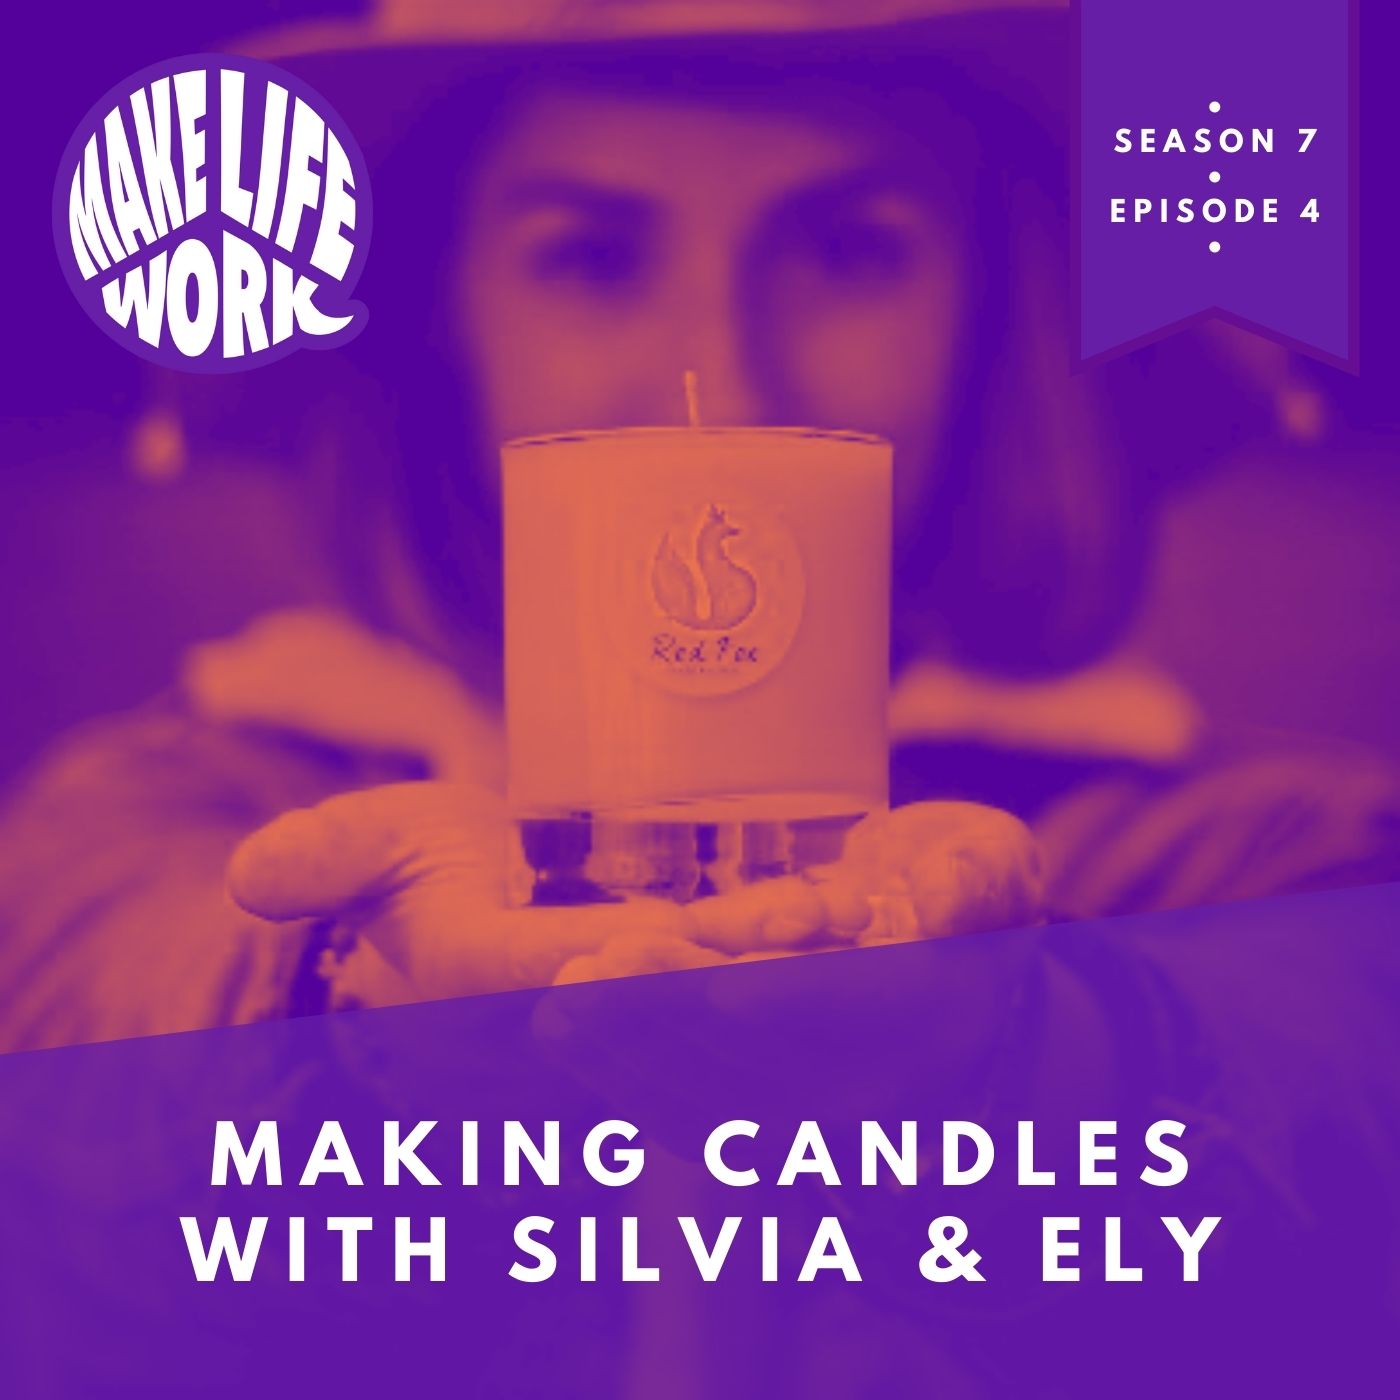 MAKE LIFE
WORK
SEASON 7
EPISODE 4
Red Fox
MAKING CANDLES
WITH SILVIA & ELY